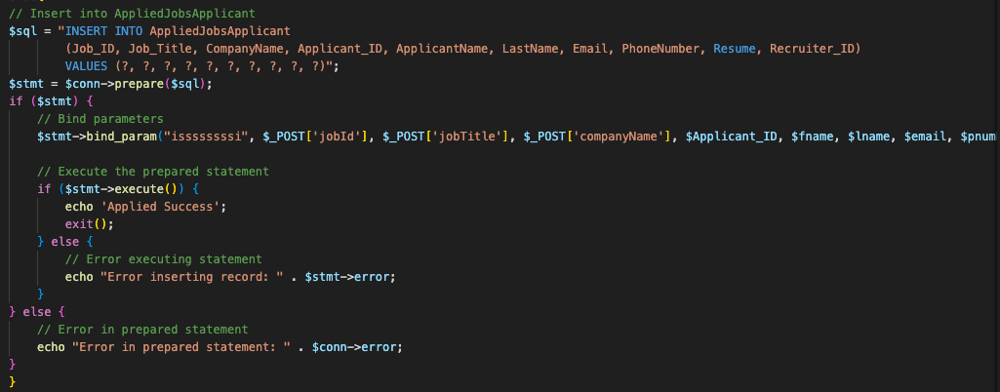 // Insert into AppliedJobsApplicant
$sql = "INSERT INTO AppliedJobsApplicant
(Job_ID, Job_Title, CompanyName, Applicant_ID, ApplicantName, LastName, Email, PhoneNumber, Resume, Recruiter_ID)
VALUES (?, ?, ?, ?, ?, ?, ?, ?, ?, ?)";
$stmt = $conn->prepare($sql);
if ($stmt) {
// Bind parameters
$stmt->bind_param("issssssssi", $_POST['jobId'], $_POST['jobTitle'], $_POST['companyName'], $Applicant_ID, $fname, $lname, $email, $pnum
// Execute the prepared statement
if ($stmt->execute()) {
echo 'Applied Success';
exit();
} else {
// Error executing statement
echo "Error inserting record: " . $stmt->error;
}
} else {
// Error in prepared statement
echo "Error in prepared statement: " . $conn->error;
}
}